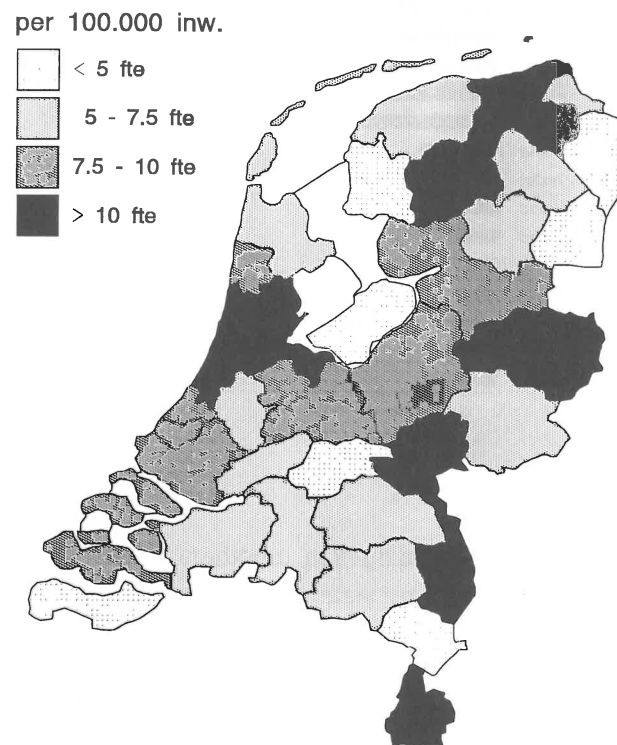 per 100.000 inw.
< 5 fte
5 - 7.5 fte
7.5 - 10 fte
> 10 fte